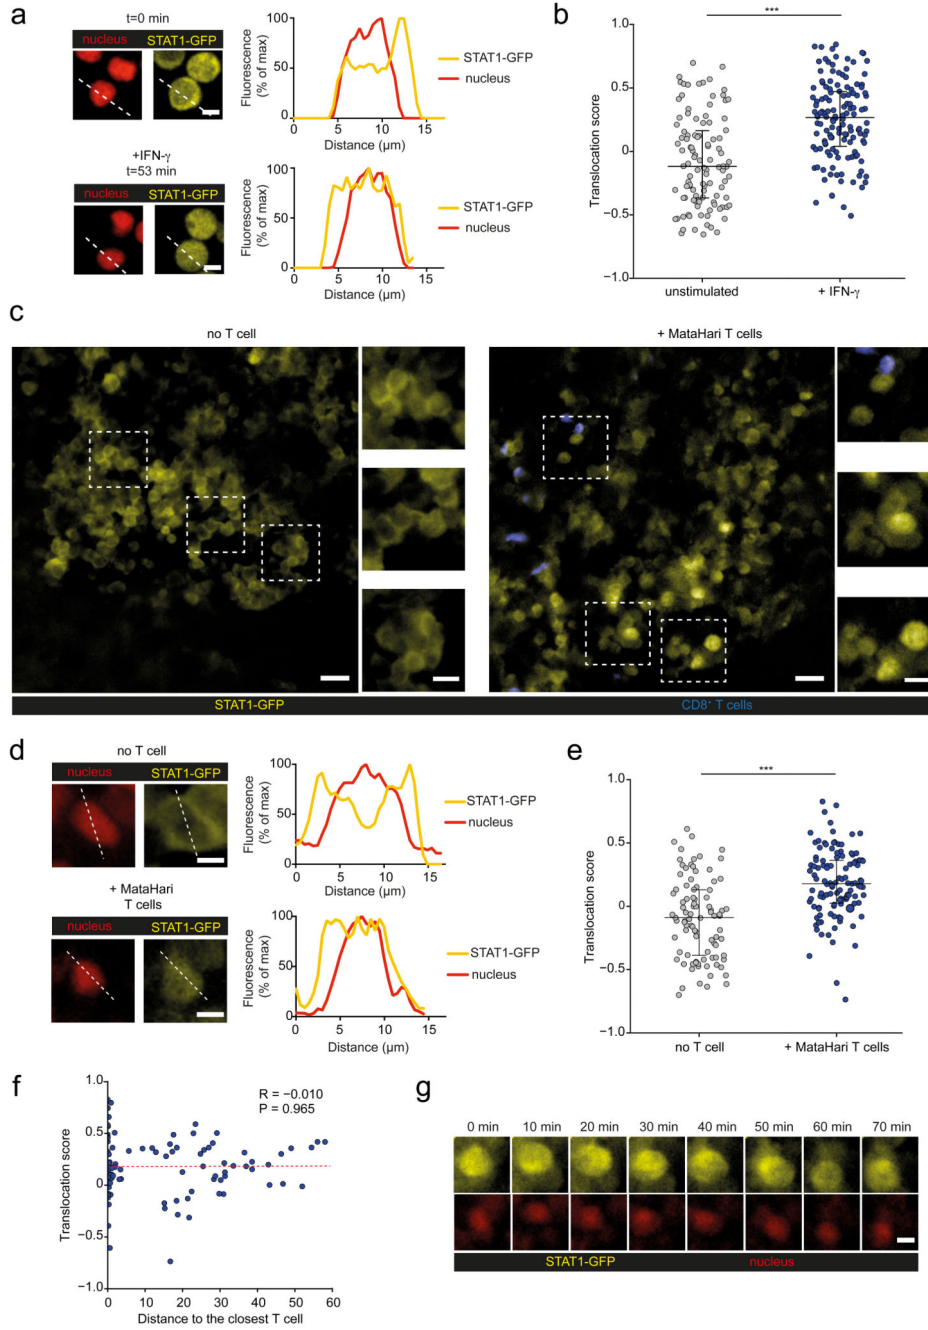 a
t=0 min
nucleus STAT1-GFP
Fluorescence
(% of max)
100
50
0
0 5 10 15
Distance (µm)
STAT1-GFP
nucleus
+IFN-γ
t=53 min
nucleus STAT1-GFP
Fluorescence
(% of max)
100
50
0
0 5 10 15
Distance (µm)
STAT1-GFP
nucleus
b
***
Translocation score
1.0
0.5
0
−0.5
−1.0
unstimulated + IFN-γ
c
no T cell + MataHari T cells
STAT1-GFP CD8⁺ T cells
d
no T cell
nucleus STAT1-GFP
Fluorescence
(% of max)
100
50
0
0 5 10 15
Distance (µm)
STAT1-GFP
nucleus
+ MataHari
T cells
nucleus STAT1-GFP
Fluorescence
(% of max)
100
50
0
0 5 10 15
Distance (µm)
STAT1-GFP
nucleus
e
***
Translocation score
1.0
0.5
0
−0.5
−1.0
no T cell + MataHari T cells
f
R = −0.010
P = 0.965
Translocation score
1.0
0.5
0
−0.5
−1.0
0 10 20 30 40 50 60
Distance to the closest T cell
g
0 min 10 min 20 min 30 min 40 min 50 min 60 min 70 min
STAT1-GFP nucleus